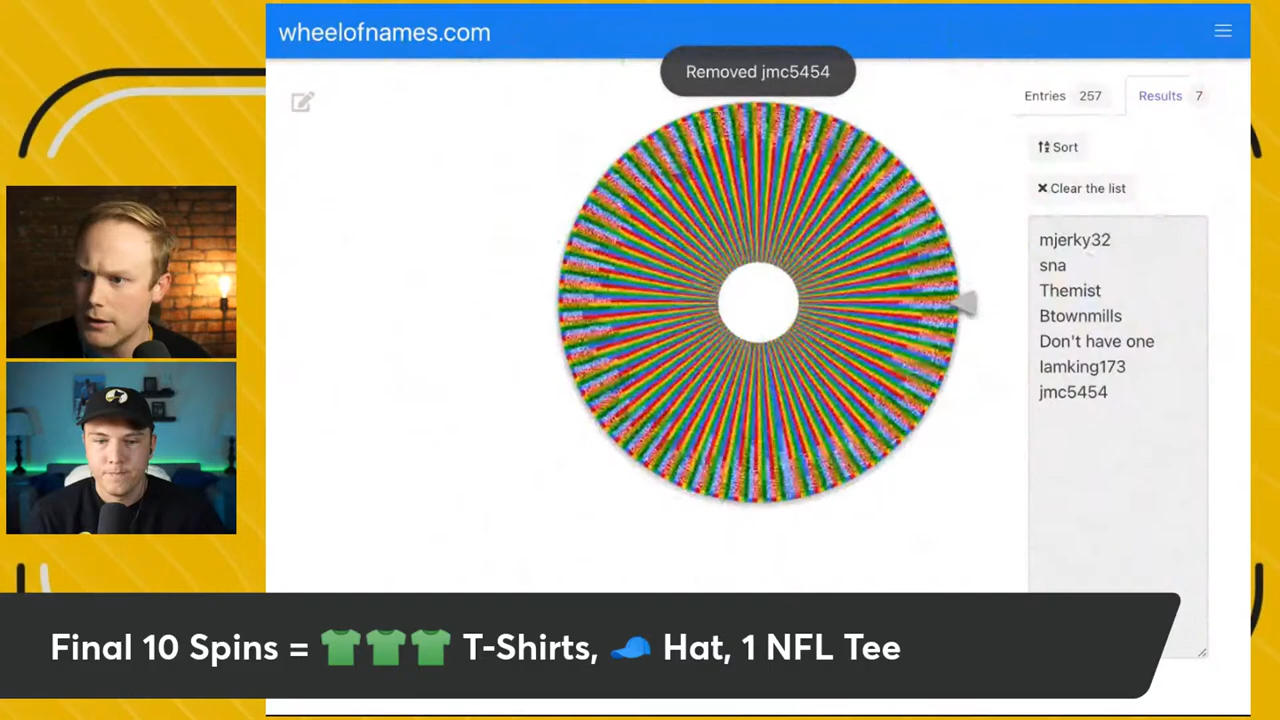 wheelofnames.com
Removed jmc5454
Entries 257
Results 7
Sort
Clear the list
mjerky32
sna
Themist
Btownmills
Don't have one
lamking173
jmc5454
Final 10 Spins = 👕👕👕 T-Shirts, 🧢 Hat, 1 NFL Tee